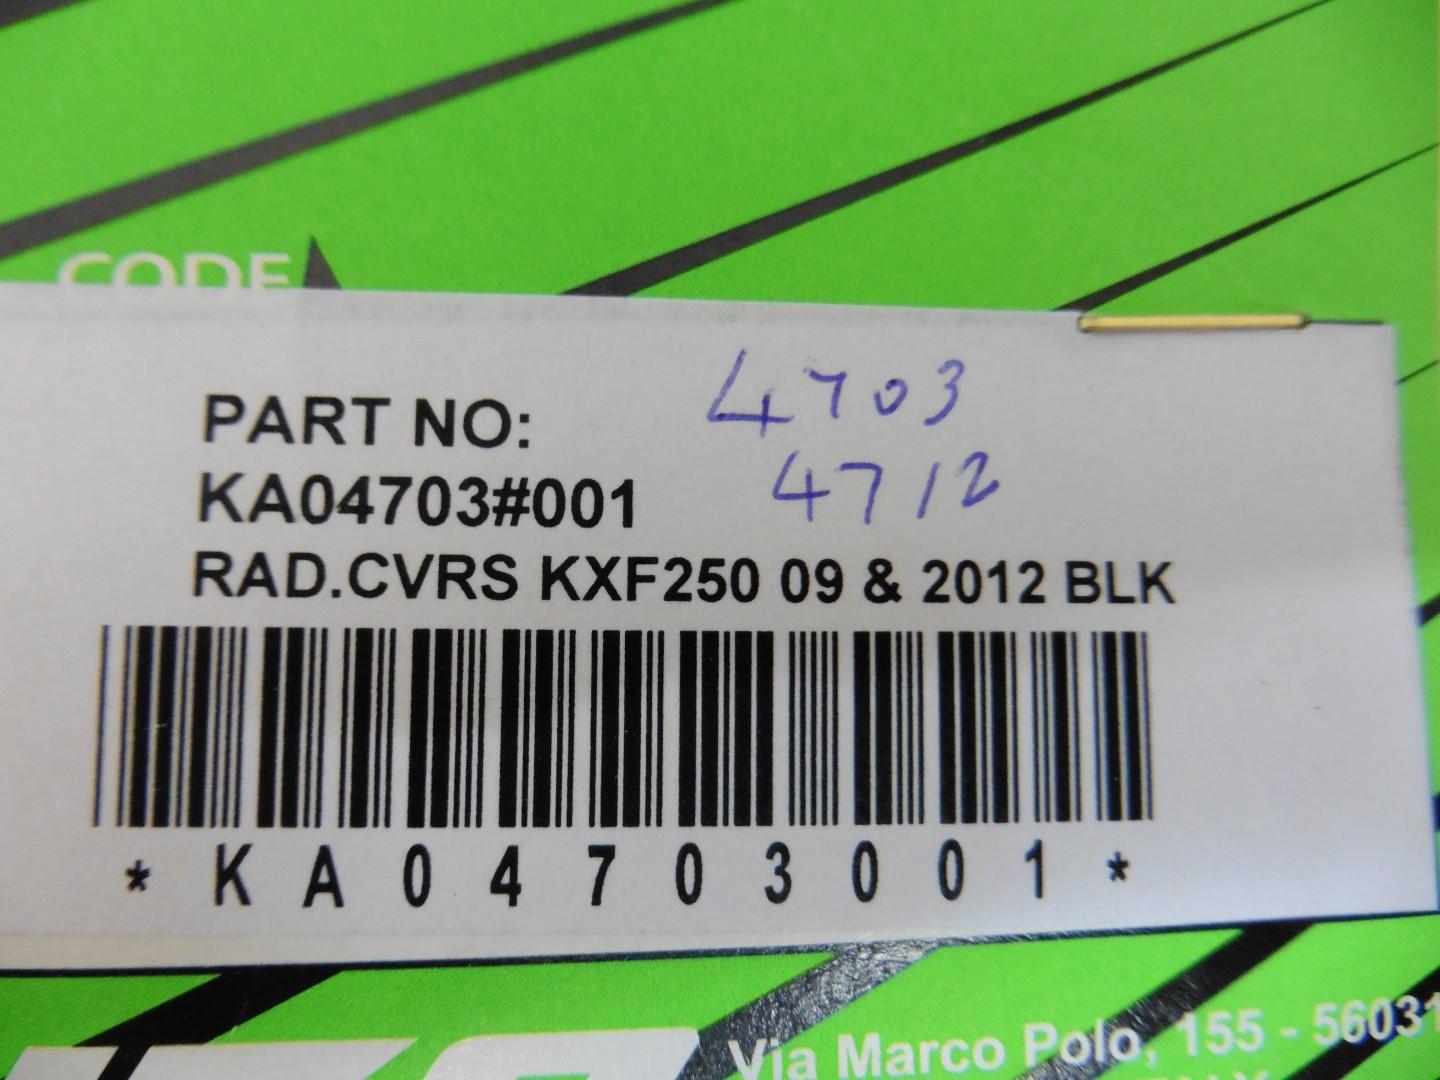 CODE
4703
PART NO:
4712
KA04703#001
RAD.CVRS KXF250 09 & 2012 BLK
*KA04703001*
Via Marco Polo, 155 - 56031